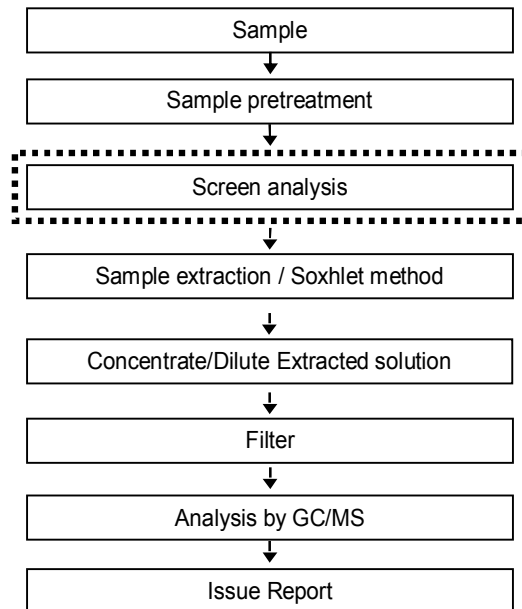 Sample
Sample pretreatment
Screen analysis
Sample extraction / Soxhlet method
Concentrate/Dilute Extracted solution
Filter
Analysis by GC/MS
Issue Report